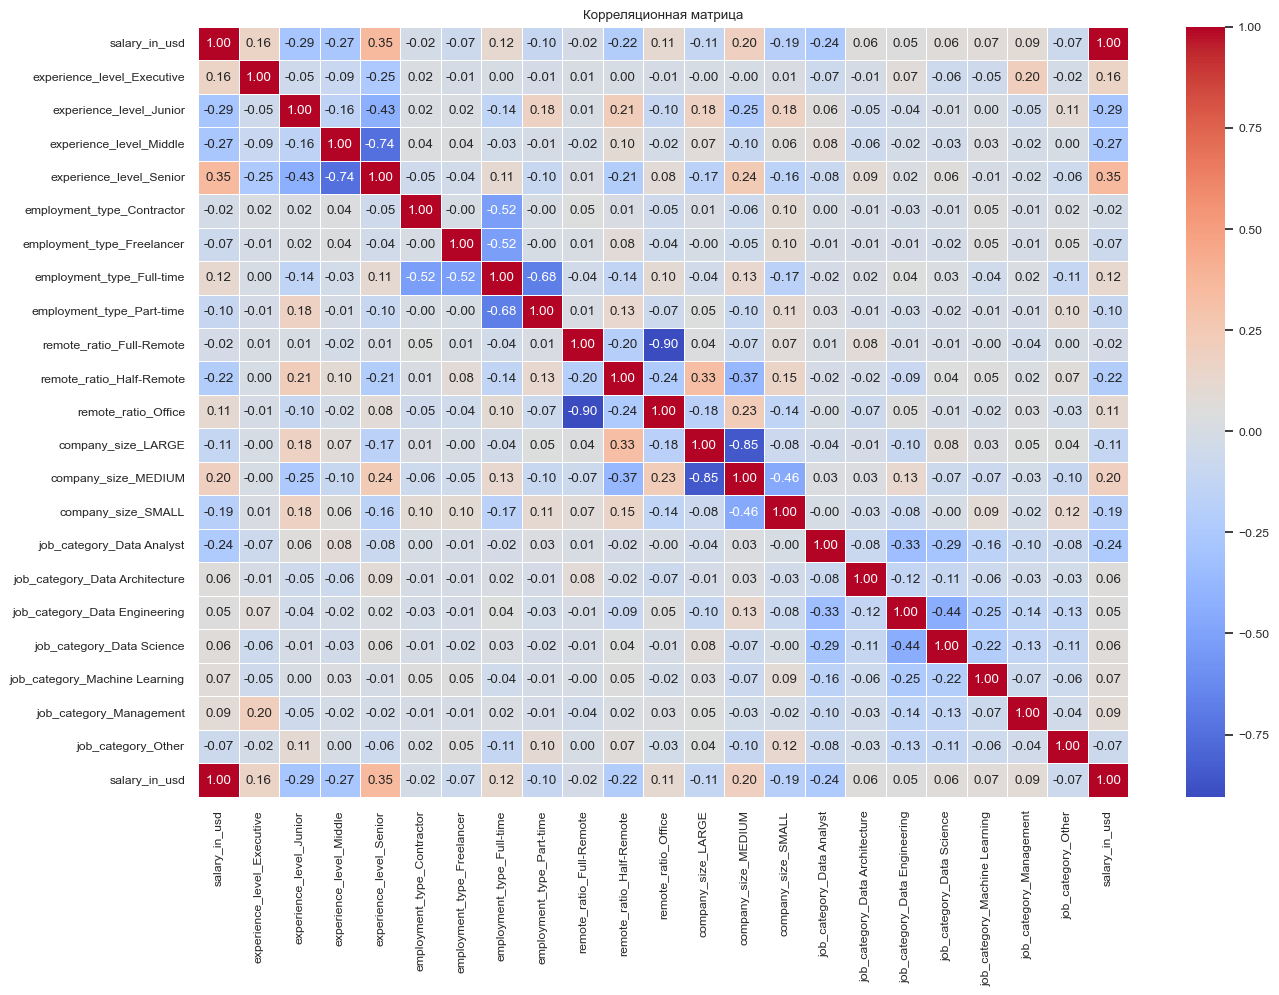 Корреляционная матрица
salary_in_usd 1.00 0.16 -0.29 -0.27 0.35 -0.02 -0.07 0.12 -0.10 -0.02 -0.22 0.11 -0.11 0.20 -0.19 -0.24 0.06 0.05 0.06 0.07 0.09 -0.07 1.00
experience_level_Executive 0.16 1.00 -0.05 -0.09 -0.25 0.02 -0.01 0.00 -0.01 0.01 0.00 -0.01 -0.00 -0.00 0.01 -0.07 -0.01 0.07 -0.06 -0.05 0.20 -0.02 0.16
experience_level_Junior -0.29 -0.05 1.00 -0.16 -0.43 0.02 0.02 -0.14 0.18 0.01 0.21 -0.10 0.18 -0.25 0.18 0.06 -0.05 -0.04 -0.01 0.00 -0.05 0.11 -0.29
experience_level_Middle -0.27 -0.09 -0.16 1.00 -0.74 0.04 0.04 -0.03 -0.01 -0.02 0.10 -0.02 0.07 -0.10 0.06 0.08 -0.06 -0.02 -0.03 0.03 -0.02 0.00 -0.27
experience_level_Senior 0.35 -0.25 -0.43 -0.74 1.00 -0.05 -0.04 0.11 -0.10 0.01 -0.21 0.08 -0.17 0.24 -0.16 -0.08 0.09 0.02 0.06 -0.01 -0.02 -0.06 0.35
employment_type_Contractor -0.02 0.02 0.02 0.04 -0.05 1.00 -0.00 -0.52 -0.00 0.05 0.01 -0.05 0.01 -0.06 0.10 0.00 -0.01 -0.03 -0.01 0.05 -0.01 0.02 -0.02
employment_type_Freelancer -0.07 -0.01 0.02 0.04 -0.04 -0.00 1.00 -0.52 -0.00 0.01 0.08 -0.04 -0.00 -0.05 0.10 -0.01 -0.01 -0.01 -0.02 0.05 -0.01 0.05 -0.07
employment_type_Full-time 0.12 0.00 -0.14 -0.03 0.11 -0.52 -0.52 1.00 -0.68 -0.04 -0.14 0.10 -0.04 0.13 -0.17 -0.02 0.02 0.04 0.03 -0.04 0.02 -0.11 0.12
employment_type_Part-time -0.10 -0.01 0.18 -0.01 -0.10 -0.00 -0.00 -0.68 1.00 0.01 0.13 -0.07 0.05 -0.10 0.11 0.03 -0.01 -0.03 -0.02 -0.01 -0.01 0.10 -0.10
remote_ratio_Full-Remote -0.02 0.01 0.01 -0.02 0.01 0.05 0.01 -0.04 0.01 1.00 -0.20 -0.90 0.04 -0.07 0.07 0.01 0.08 -0.01 -0.01 -0.00 -0.04 0.00 -0.02
remote_ratio_Half-Remote -0.22 0.00 0.21 0.10 -0.21 0.01 0.08 -0.14 0.13 -0.20 1.00 -0.24 0.33 -0.37 0.15 -0.02 -0.02 -0.09 0.04 0.05 0.02 0.07 -0.22
remote_ratio_Office 0.11 -0.01 -0.10 -0.02 0.08 -0.05 -0.04 0.10 -0.07 -0.90 -0.24 1.00 -0.18 0.23 -0.14 -0.00 -0.07 0.05 -0.01 -0.02 0.03 -0.03 0.11
company_size_LARGE -0.11 -0.00 0.18 0.07 -0.17 0.01 -0.00 -0.04 0.05 0.04 0.33 -0.18 1.00 -0.85 -0.08 -0.04 -0.01 -0.10 0.08 0.03 0.05 0.04 -0.11
company_size_MEDIUM 0.20 -0.00 -0.25 -0.10 0.24 -0.06 -0.05 0.13 -0.10 -0.07 -0.37 0.23 -0.85 1.00 -0.46 0.03 0.03 0.13 -0.07 -0.07 -0.03 -0.10 0.20
company_size_SMALL -0.19 0.01 0.18 0.06 -0.16 0.10 0.10 -0.17 0.11 0.07 0.15 -0.14 -0.08 -0.46 1.00 -0.00 -0.03 -0.08 -0.00 0.09 -0.02 0.12 -0.19
job_category_Data Analyst -0.24 -0.07 0.06 0.08 -0.08 0.00 -0.01 -0.02 0.03 0.01 -0.02 -0.00 -0.04 0.03 -0.00 1.00 -0.08 -0.33 -0.29 -0.16 -0.10 -0.08 -0.24
job_category_Data Architecture 0.06 -0.01 -0.05 -0.06 0.09 -0.01 -0.01 0.02 -0.01 0.08 -0.02 -0.07 -0.01 0.03 -0.03 -0.08 1.00 -0.12 -0.11 -0.06 -0.03 -0.03 0.06
job_category_Data Engineering 0.05 0.07 -0.04 -0.02 0.02 -0.03 -0.01 0.04 -0.03 -0.01 -0.09 0.05 -0.10 0.13 -0.08 -0.33 -0.12 1.00 -0.44 -0.25 -0.14 -0.13 0.05
job_category_Data Science 0.06 -0.06 -0.01 -0.03 0.06 -0.01 -0.02 0.03 -0.02 -0.01 0.04 -0.01 0.08 -0.07 -0.00 -0.29 -0.11 -0.44 1.00 -0.22 -0.13 -0.11 0.06
job_category_Machine Learning 0.07 -0.05 0.00 0.03 -0.01 0.05 0.05 -0.04 -0.01 -0.00 0.05 -0.02 0.03 -0.07 0.09 -0.16 -0.06 -0.25 -0.22 1.00 -0.07 -0.06 0.07
job_category_Management 0.09 0.20 -0.05 -0.02 -0.02 -0.01 -0.01 0.02 -0.01 -0.04 0.02 0.03 0.05 -0.03 -0.02 -0.10 -0.03 -0.14 -0.13 -0.07 1.00 -0.04 0.09
job_category_Other -0.07 -0.02 0.11 0.00 -0.06 0.02 0.05 -0.11 0.10 0.00 0.07 -0.03 0.04 -0.10 0.12 -0.08 -0.03 -0.13 -0.11 -0.06 -0.04 1.00 -0.07
salary_in_usd 1.00 0.16 -0.29 -0.27 0.35 -0.02 -0.07 0.12 -0.10 -0.02 -0.22 0.11 -0.11 0.20 -0.19 -0.24 0.06 0.05 0.06 0.07 0.09 -0.07 1.00
salary_in_usd
experience_level_Executive
experience_level_Junior
experience_level_Middle
experience_level_Senior
employment_type_Contractor
employment_type_Freelancer
employment_type_Full-time
employment_type_Part-time
remote_ratio_Full-Remote
remote_ratio_Half-Remote
remote_ratio_Office
company_size_LARGE
company_size_MEDIUM
company_size_SMALL
job_category_Data Analyst
job_category_Data Architecture
job_category_Data Engineering
job_category_Data Science
job_category_Machine Learning
job_category_Management
job_category_Other
salary_in_usd
1.00
0.75
0.50
0.25
0.00
−0.25
−0.50
−0.75